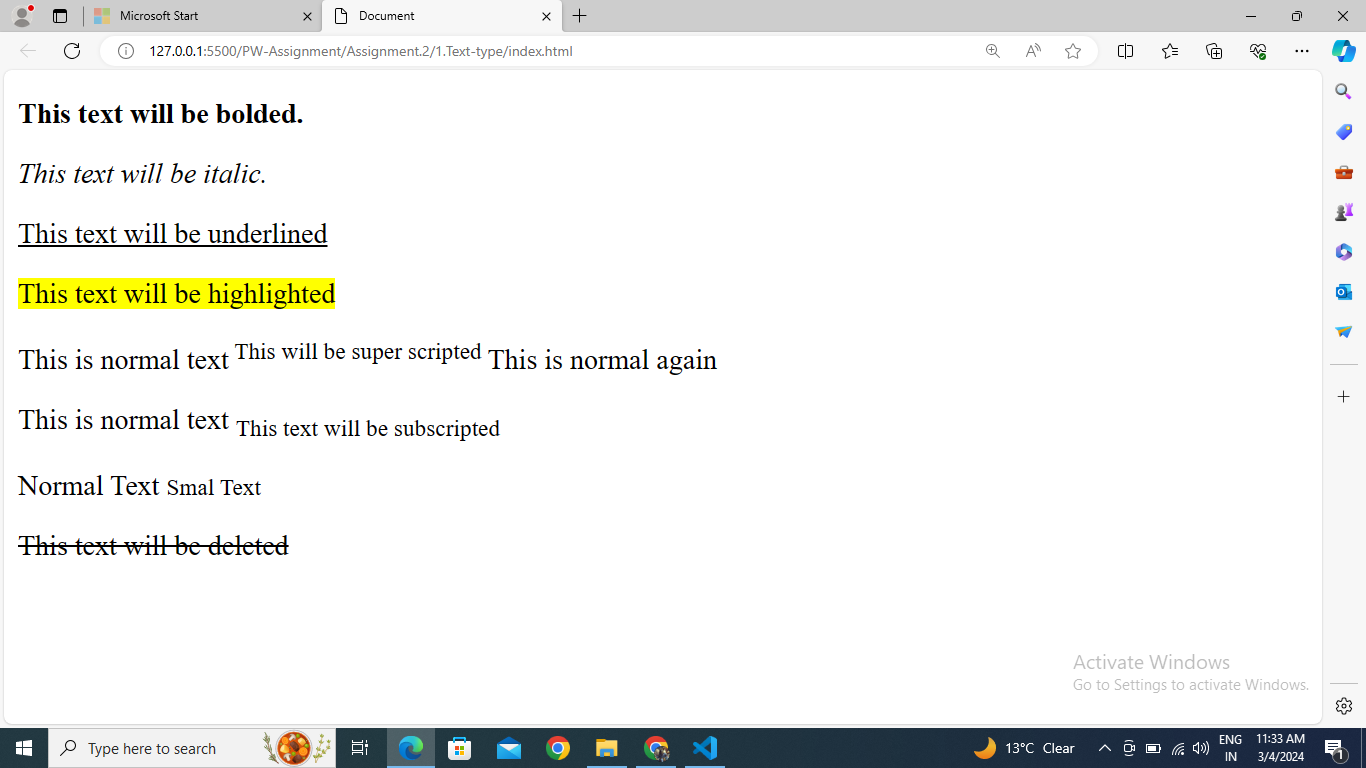 Microsoft Start
Document
127.0.0.1:5500/PW-Assignment/Assignment.2/1.Text-type/index.html
This text will be bolded.
This text will be italic.
This text will be underlined
This text will be highlighted
This is normal text This will be super scripted This is normal again
This is normal text This text will be subscripted
Normal Text Smal Text
This text will be deleted
Activate Windows
Go to Settings to activate Windows.
Type here to search
13°C Clear
ENG
IN
11:33 AM
3/4/2024
1